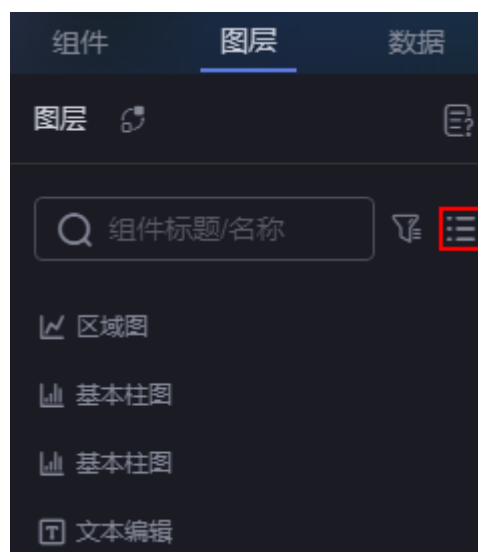 组件 图层 数据
图层
组件标题/名称
区域图
基本柱图
基本柱图
文本编辑